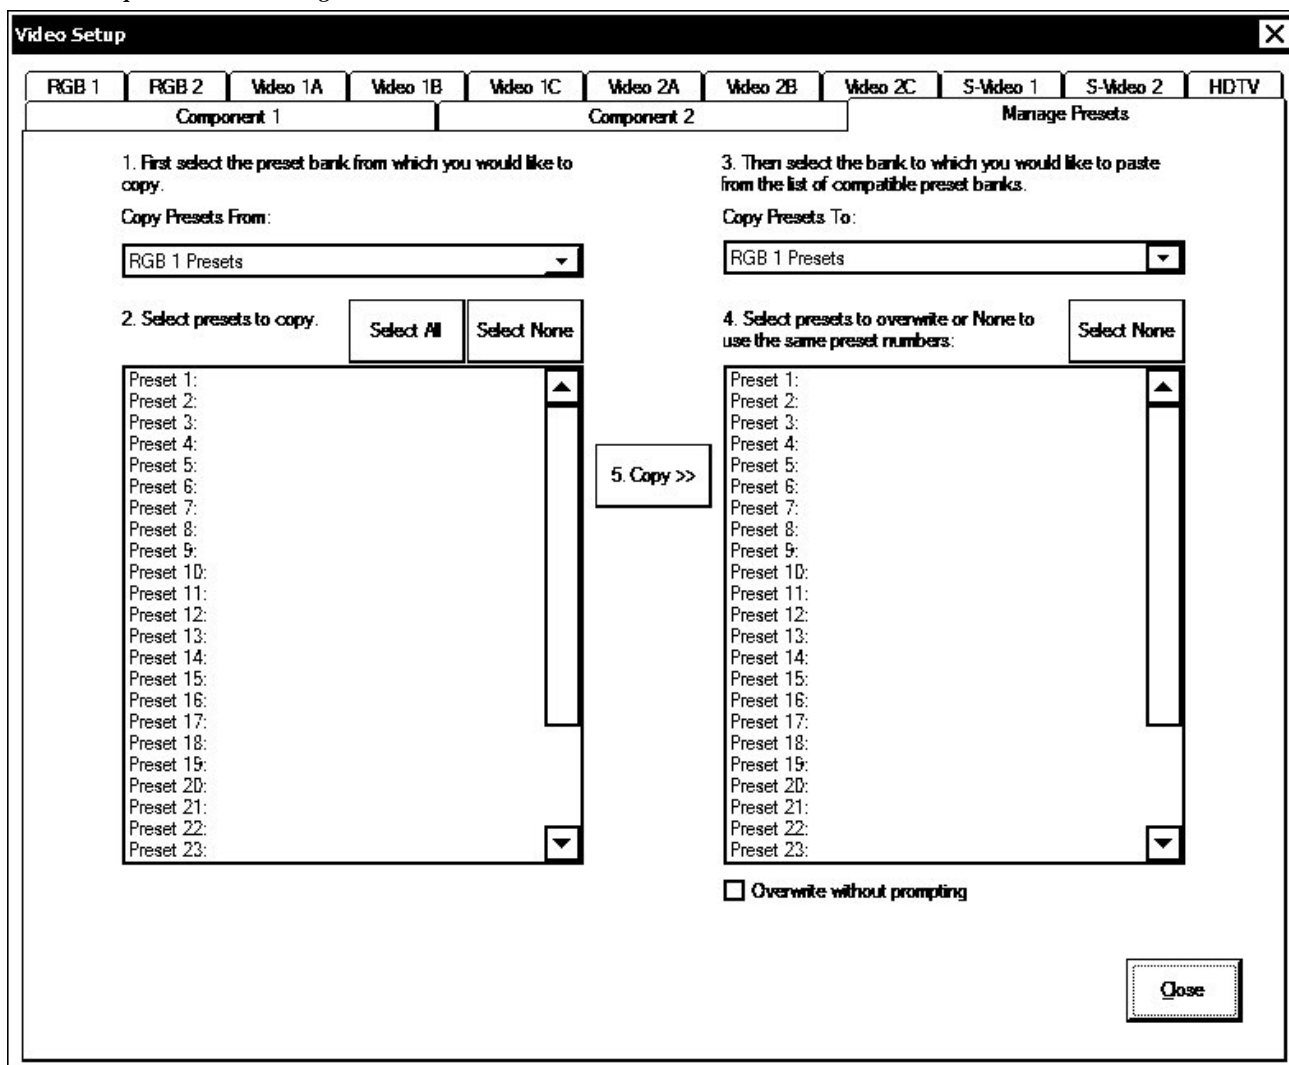 Video Setup
RGB 1 RGB 2 Video 1A Video 1B Video 1C Video 2A Video 2B Video 2C S-Video 1 S-Video 2 HDTV
Component 1 Component 2 Manage Presets
1. First select the preset bank from which you would like to
copy.
Copy Presets From:
RGB 1 Presets
2. Select presets to copy.
Select All
Select None
Preset 1:
Preset 2:
Preset 3:
Preset 4:
Preset 5:
Preset 6:
Preset 7:
Preset 8:
Preset 9:
Preset 10:
Preset 11:
Preset 12:
Preset 13:
Preset 14:
Preset 15:
Preset 16:
Preset 17:
Preset 18:
Preset 19:
Preset 20:
Preset 21:
Preset 22:
Preset 23:
5. Copy >>
3. Then select the bank to which you would like to paste
from the list of compatible preset banks.
Copy Presets To:
RGB 1 Presets
4. Select presets to overwrite or None to
use the same preset numbers:
Select None
Preset 1:
Preset 2:
Preset 3:
Preset 4:
Preset 5:
Preset 6:
Preset 7:
Preset 8:
Preset 9:
Preset 10:
Preset 11:
Preset 12:
Preset 13:
Preset 14:
Preset 15:
Preset 16:
Preset 17:
Preset 18:
Preset 19:
Preset 20:
Preset 21:
Preset 22:
Preset 23:
Overwrite without prompting
Close